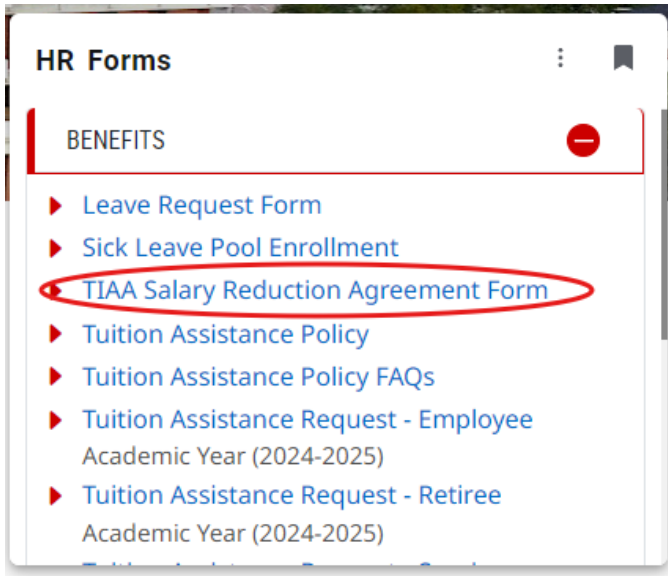 HR Forms
BENEFITS
Leave Request Form
Sick Leave Pool Enrollment
TIAA Salary Reduction Agreement Form
Tuition Assistance Policy
Tuition Assistance Policy FAQs
Tuition Assistance Request - Employee
Academic Year (2024-2025)
Tuition Assistance Request - Retiree
Academic Year (2024-2025)